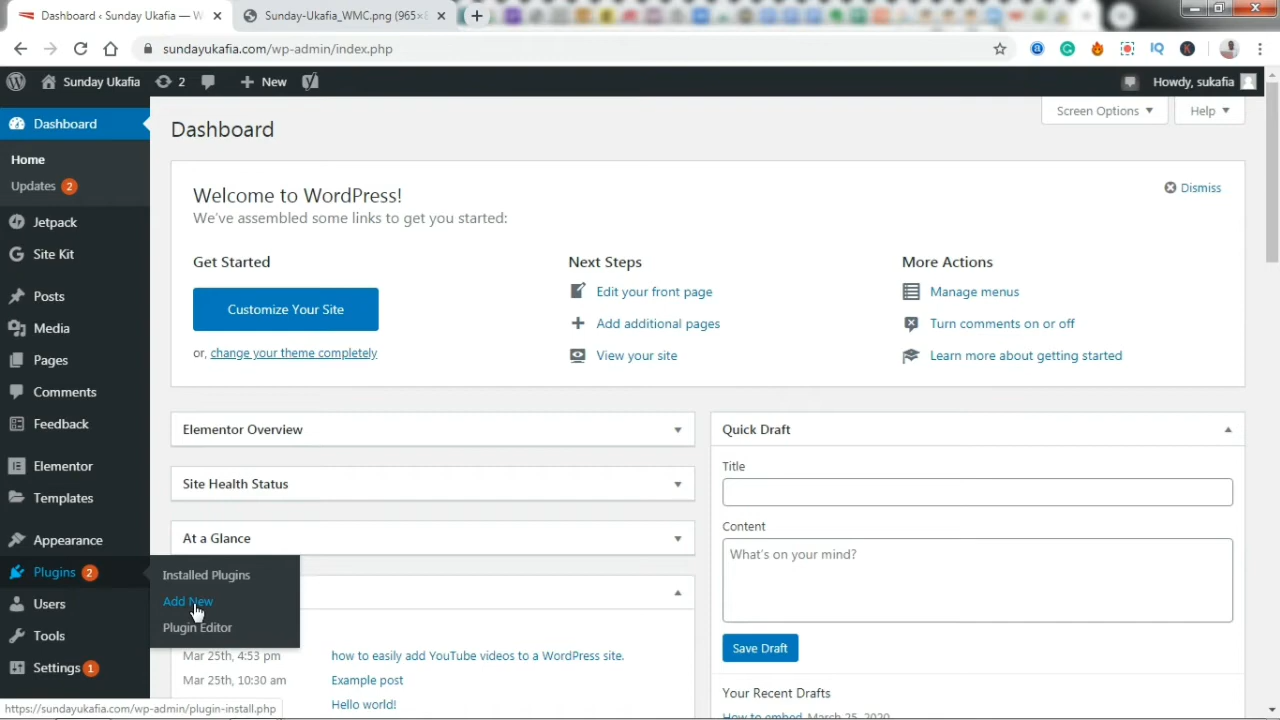 Dashboard ‹ Sunday Ukafia — W
Sunday-Ukafia_WMC.png (965×
sundayukafia.com/wp-admin/index.php
IQ
K
Sunday Ukafia
2
New
Howdy, sukafia
Dashboard
Home
Updates 2
Jetpack
Site Kit
Posts
Media
Pages
Comments
Feedback
Elementor
Templates
Appearance
Plugins 2
Users
Tools
Settings 1
Installed Plugins
Add New
Plugin Editor
Screen Options
Help
Dashboard
Welcome to WordPress!
Dismiss
We've assembled some links to get you started:
Get Started
Customize Your Site
or, change your theme completely
Next Steps
Edit your front page
Add additional pages
View your site
More Actions
Manage menus
Turn comments on or off
Learn more about getting started
Elementor Overview
Site Health Status
At a Glance
Mar 25th, 4:53 pm
how to easily add YouTube videos to a WordPress site.
Mar 25th, 10:30 am
Example post
Hello world!
Quick Draft
Title
Content
What's on your mind?
Save Draft
Your Recent Drafts
How to embed March 25, 2020
https://sundayukafia.com/wp-admin/plugin-install.php